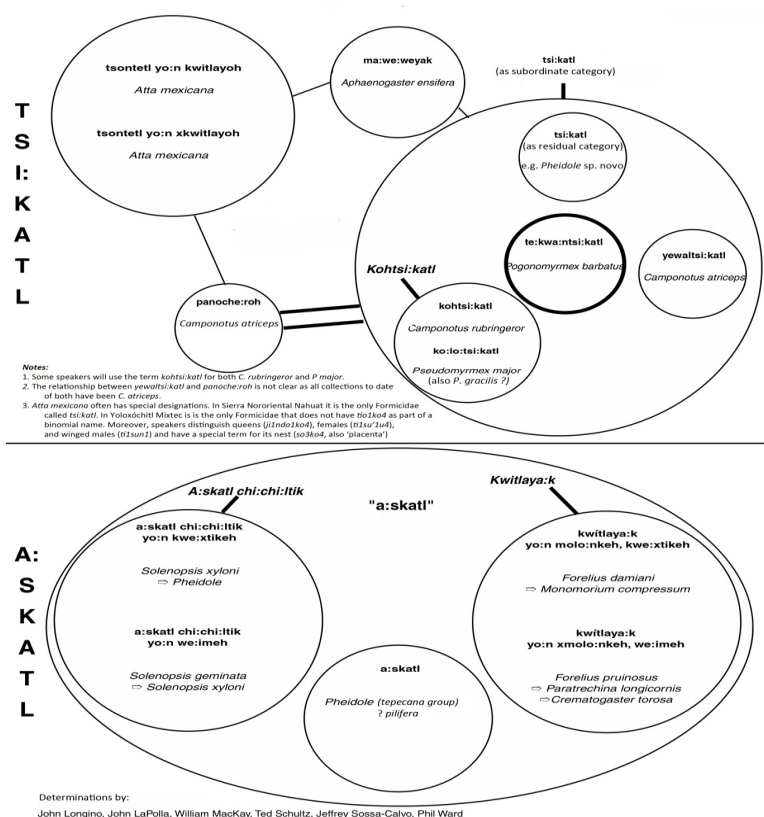 TSI:KATL
tsontetl yo:n kwitlayoh
Atta mexicana
tsontetl yo:n xkwitlayoh
Atta mexicana
ma:we:weyak
Aphaenogaster ensifera
tsi:katl
(as subordinate category)
tsi:katl
(as residual category)
e.g. Pheidole sp. novo
te:kwa:ntsi:katl
Pogonomyrmex barbatus
yewaltsi:katl
Camponotus atriceps
Kohtsi:katl
kohtsi:katl
Camponotus rubringeror
ko:lo:tsi:katl
Pseudomyrmex major
(also P. gracilis ?)
panoche:roh
Camponotus atriceps
Notes:
1. Some speakers will use the term kohtsi:katl for both C. rubringeror and P major.
2. The relationship between yewaltsi:katl and panoche:roh is not clear as all collections to date
of both have been C. atriceps.
3. Atta mexicana often has special designations. In Sierra Nororiental Nahuat it is the only Formicidae
called tsi:katl. In Yoloxóchitl Mixtec is is the only Formicidae that does not have tio1ko4 as part of a
binomial name. Moreover, speakers distinguish queens (ji1ndo1ko4), females (ti1su'1u4),
and winged males (ti1sun1) and have a special term for its nest (so3ko4, also 'placenta')
A:SKATL
A:skatl chi:chi:ltik
"a:skatl"
Kwitlaya:k
a:skatl chi:chi:ltik
yo:n kwe:xtikeh
Solenopsis xyloni
⇨ Pheidole
a:skatl chi:chi:ltik
yo:n we:imeh
Solenopsis geminata
⇨ Solenopsis xyloni
a:skatl
Pheidole (tepecana group)
? pilifera
kwítlaya:k
yo:n molo:nkeh, kwe:xtikeh
Forelius damiani
⇨ Monomorium compressum
kwítlaya:k
yo:n xmolo:nkeh, we:imeh
Forelius pruinosus
⇨ Paratrechina longicornis
⇨ Crematogaster torosa
Determinations by:
John Longino, John LaPolla, William MacKay, Ted Schultz, Jeffrey Sossa-Calvo, Phil Ward